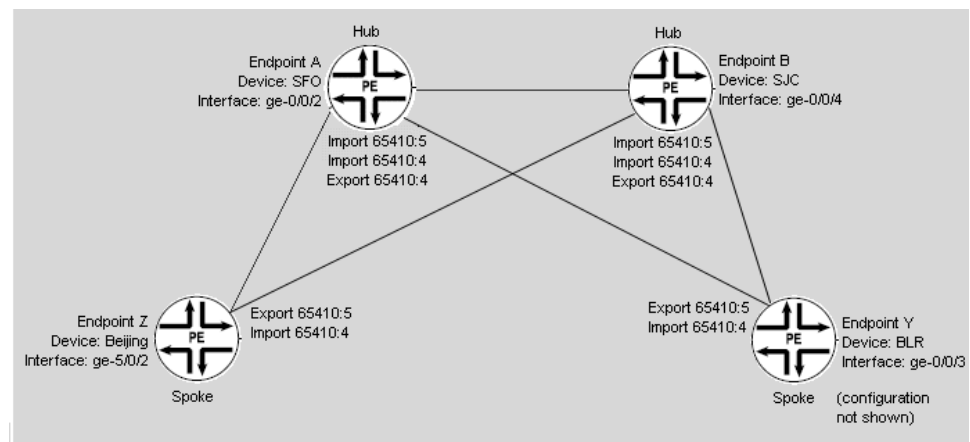 Hub
Endpoint A
Device: SFO
Interface: ge-0/0/2
PE
Import 65410:5
Import 65410:4
Export 65410:4
Hub
Endpoint B
Device: SJC
Interface: ge-0/0/4
PE
Import 65410:5
Import 65410:4
Export 65410:4
Endpoint Z
Device: Beijing
Interface: ge-5/0/2
PE
Export 65410:5
Import 65410:4
Spoke
Export 65410:5
Import 65410:4
PE
Endpoint Y
Device: BLR
Interface: ge-0/0/3
Spoke
(configuration
not shown)